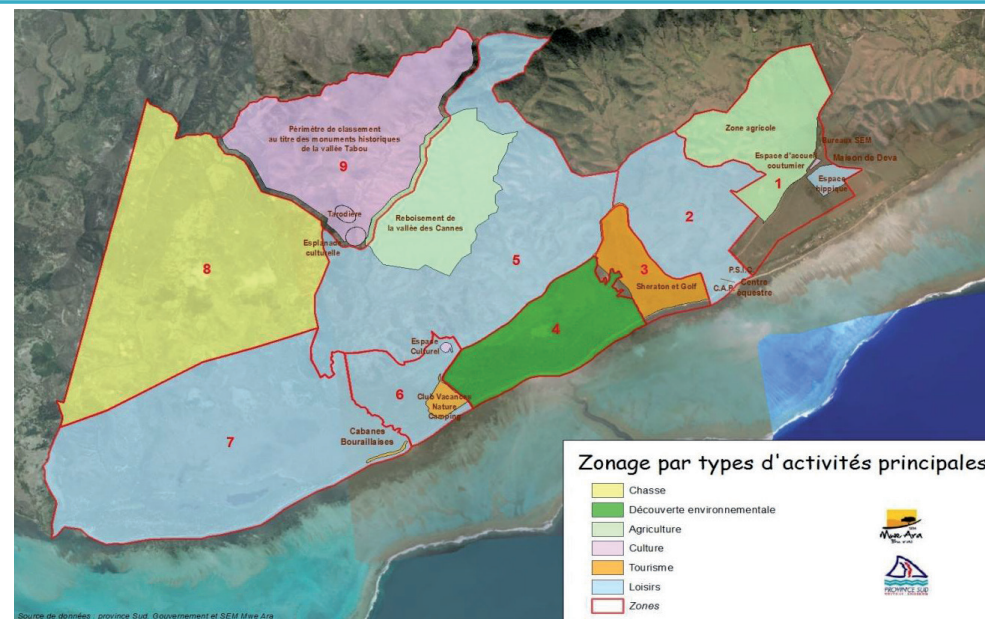 Périmètre de classement
au titre des monuments historiques
de la vallée Tabou
9
Tarodière
Esplanade
culturelle
Reboisement de
la vallée des Cannes
Zone agricole
Bureaux SEM
Espace d'accueil
coutumier
Maison de Deva
1
Espace
hippique
2
5
8
3
Sheraton et Golf
C.A.P.
Centre
équestre
4
Espace
Culturel
6
Club Vacances
Nature
Camping
Cabanes
Bouraillaises
7
Zonage par types d'activités principales
Chasse
Découverte environnementale
Agriculture
Culture
Tourisme
Loisirs
Zones
Mwe Ara
PROVINCE SUD
Source de données : province Sud, Gouvernement et SEM Mwe Ara